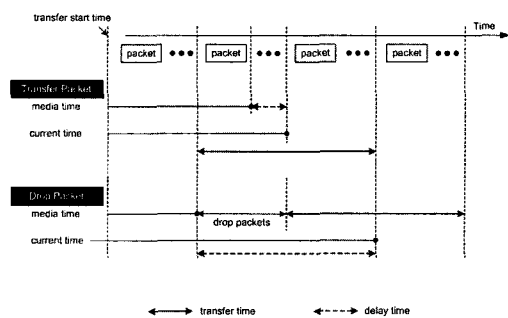 transfer start time
Time
packet ●●● packet ●●● packet ●●● packet ●●●
Transfer Packet
media time
current time
Drop Packet
media time
drop packets
current time
transfer time
delay time